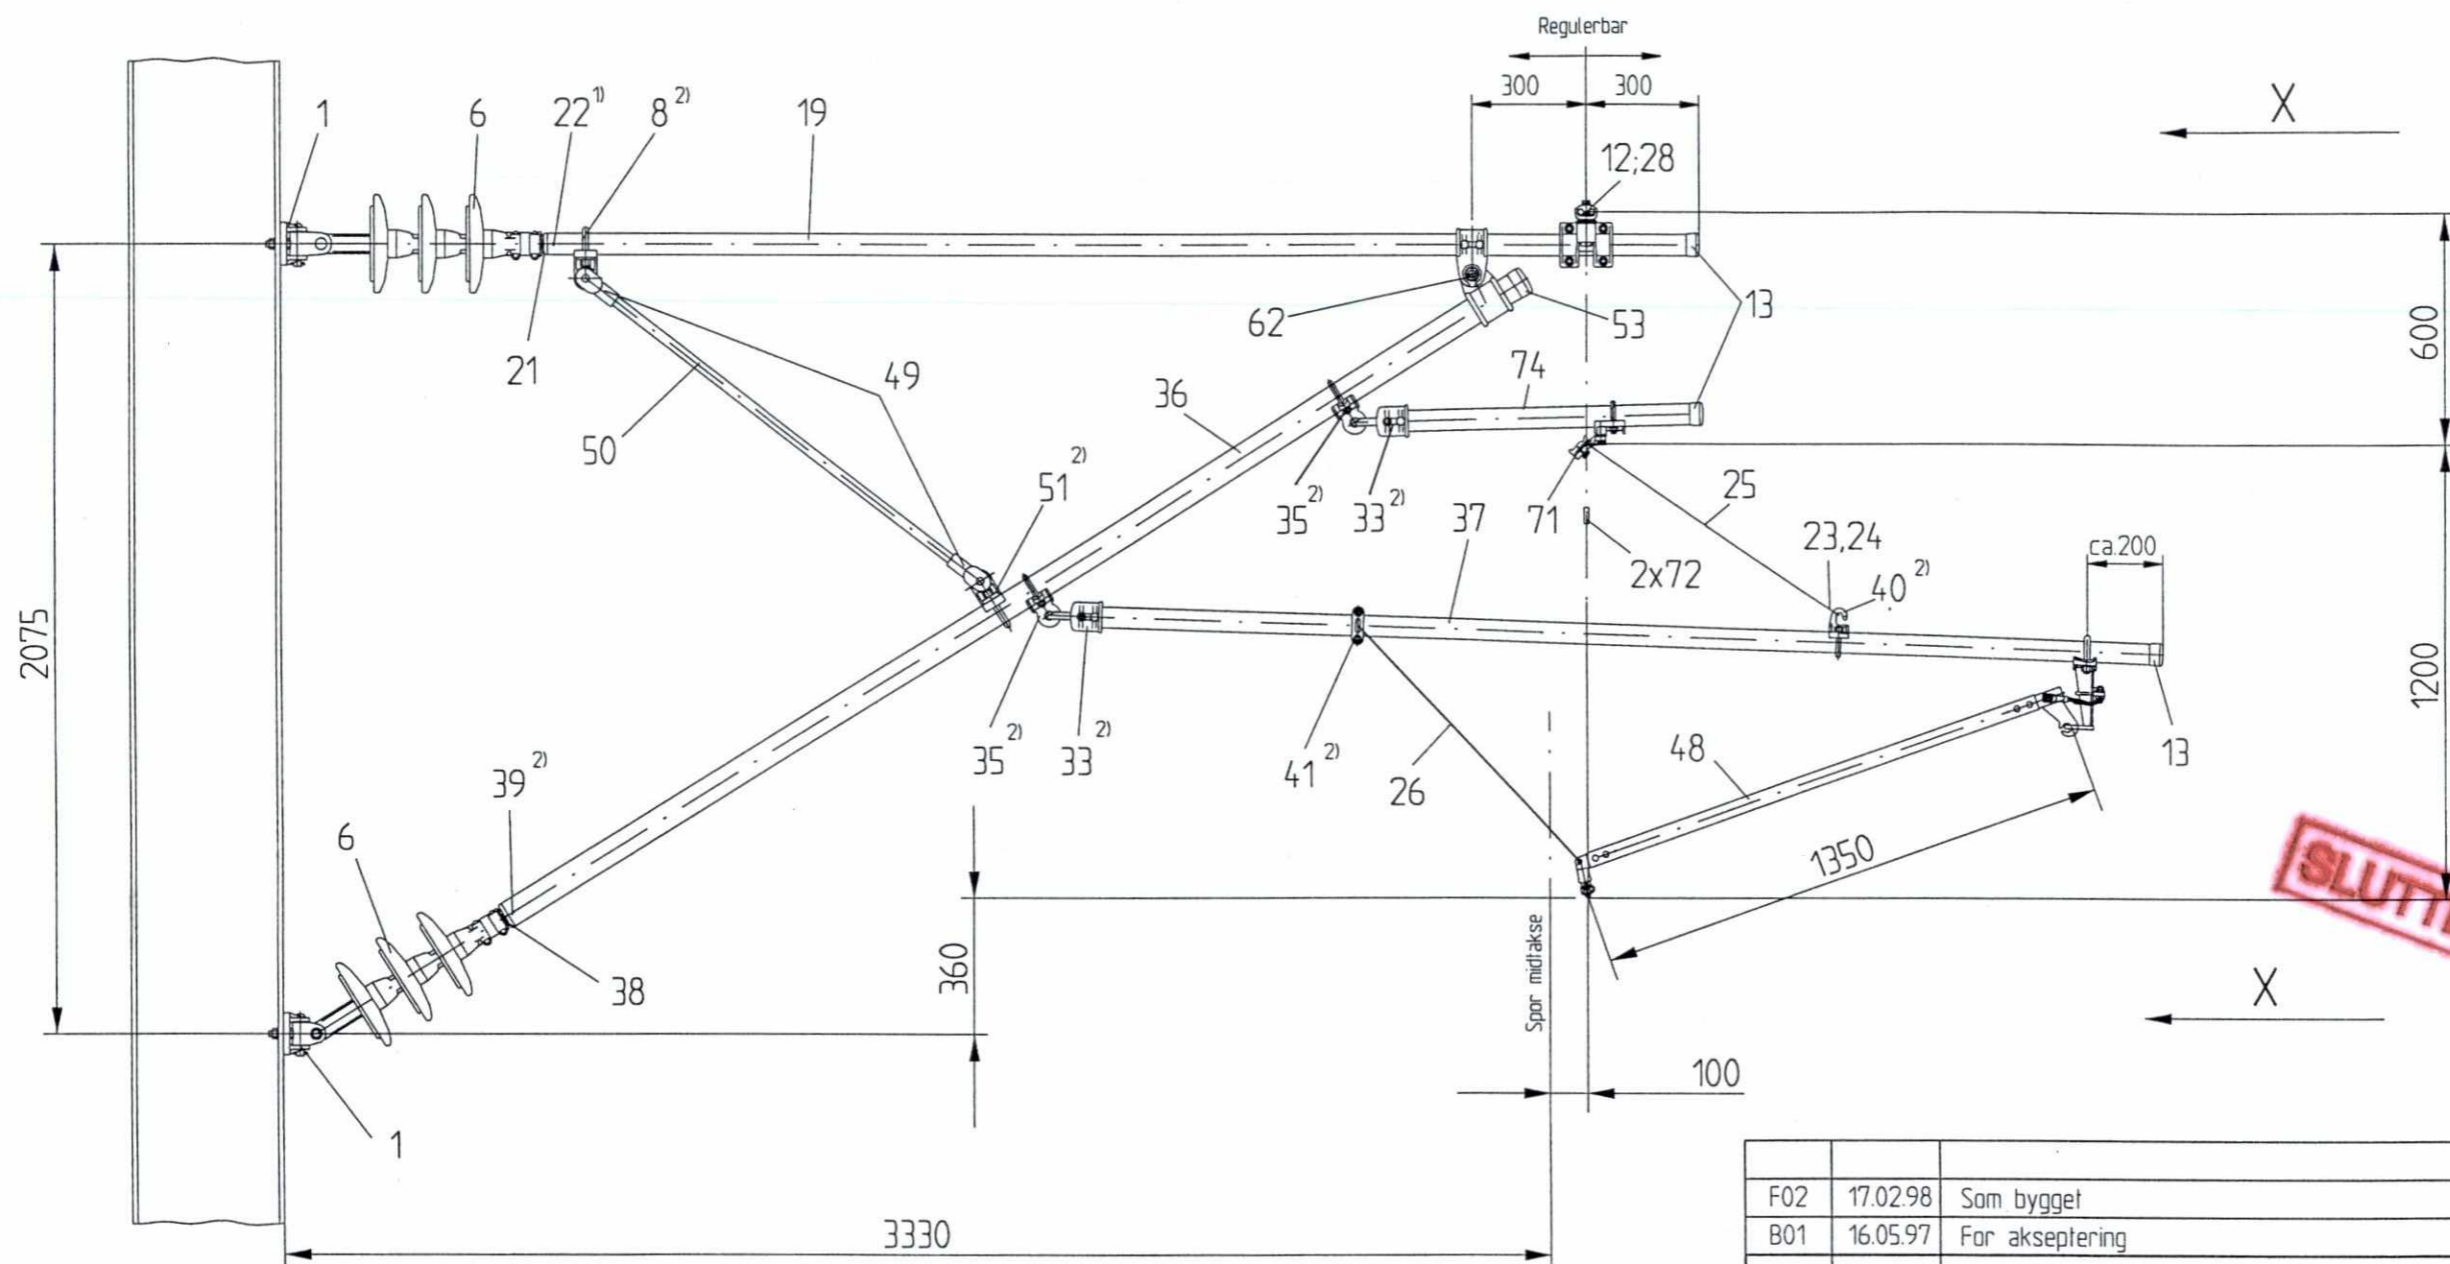 Regulerbar
300 300
X
1 6 22 1) 8 2) 19
12;28
62 53 13
600
21
49
74
36
50
51 2)
35 2) 33 2) 71 37 25
23,24
ca.200
2x72
40 2)
2075
1200
35 2) 33 2) 41 2) 26 48 13
39 2)
6
1350
360
38
Spor midtakse
X
100
1
3330
F02 17.02.98 Som bygget
B01 16.05.97 For akseptering